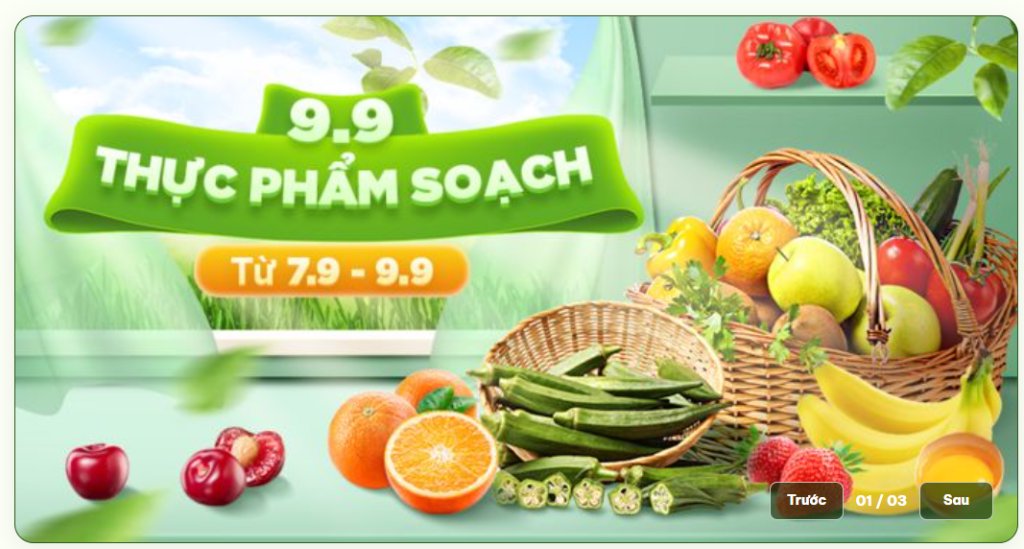 9.9
THỰC PHẨM SOẠCH
Từ 7.9 - 9.9
Trước 01 / 03 Sau